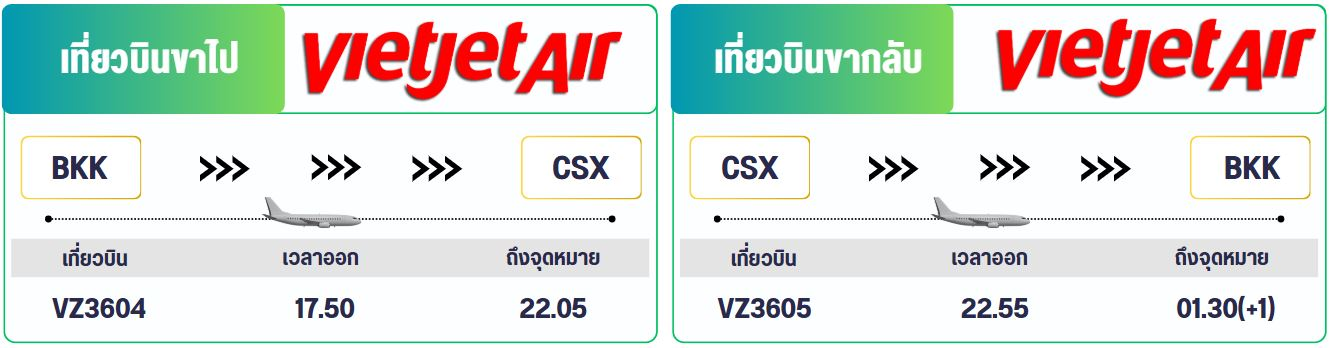 เที่ยวบินขาไป
vietjetAir
BKK
CSX
เที่ยวบิน เวลาออก ถึงจุดหมาย
VZ3604 17.50 22.05
เที่ยวบินขากลับ
vietjetAir
CSX
BKK
เที่ยวบิน เวลาออก ถึงจุดหมาย
VZ3605 22.55 01.30(+1)